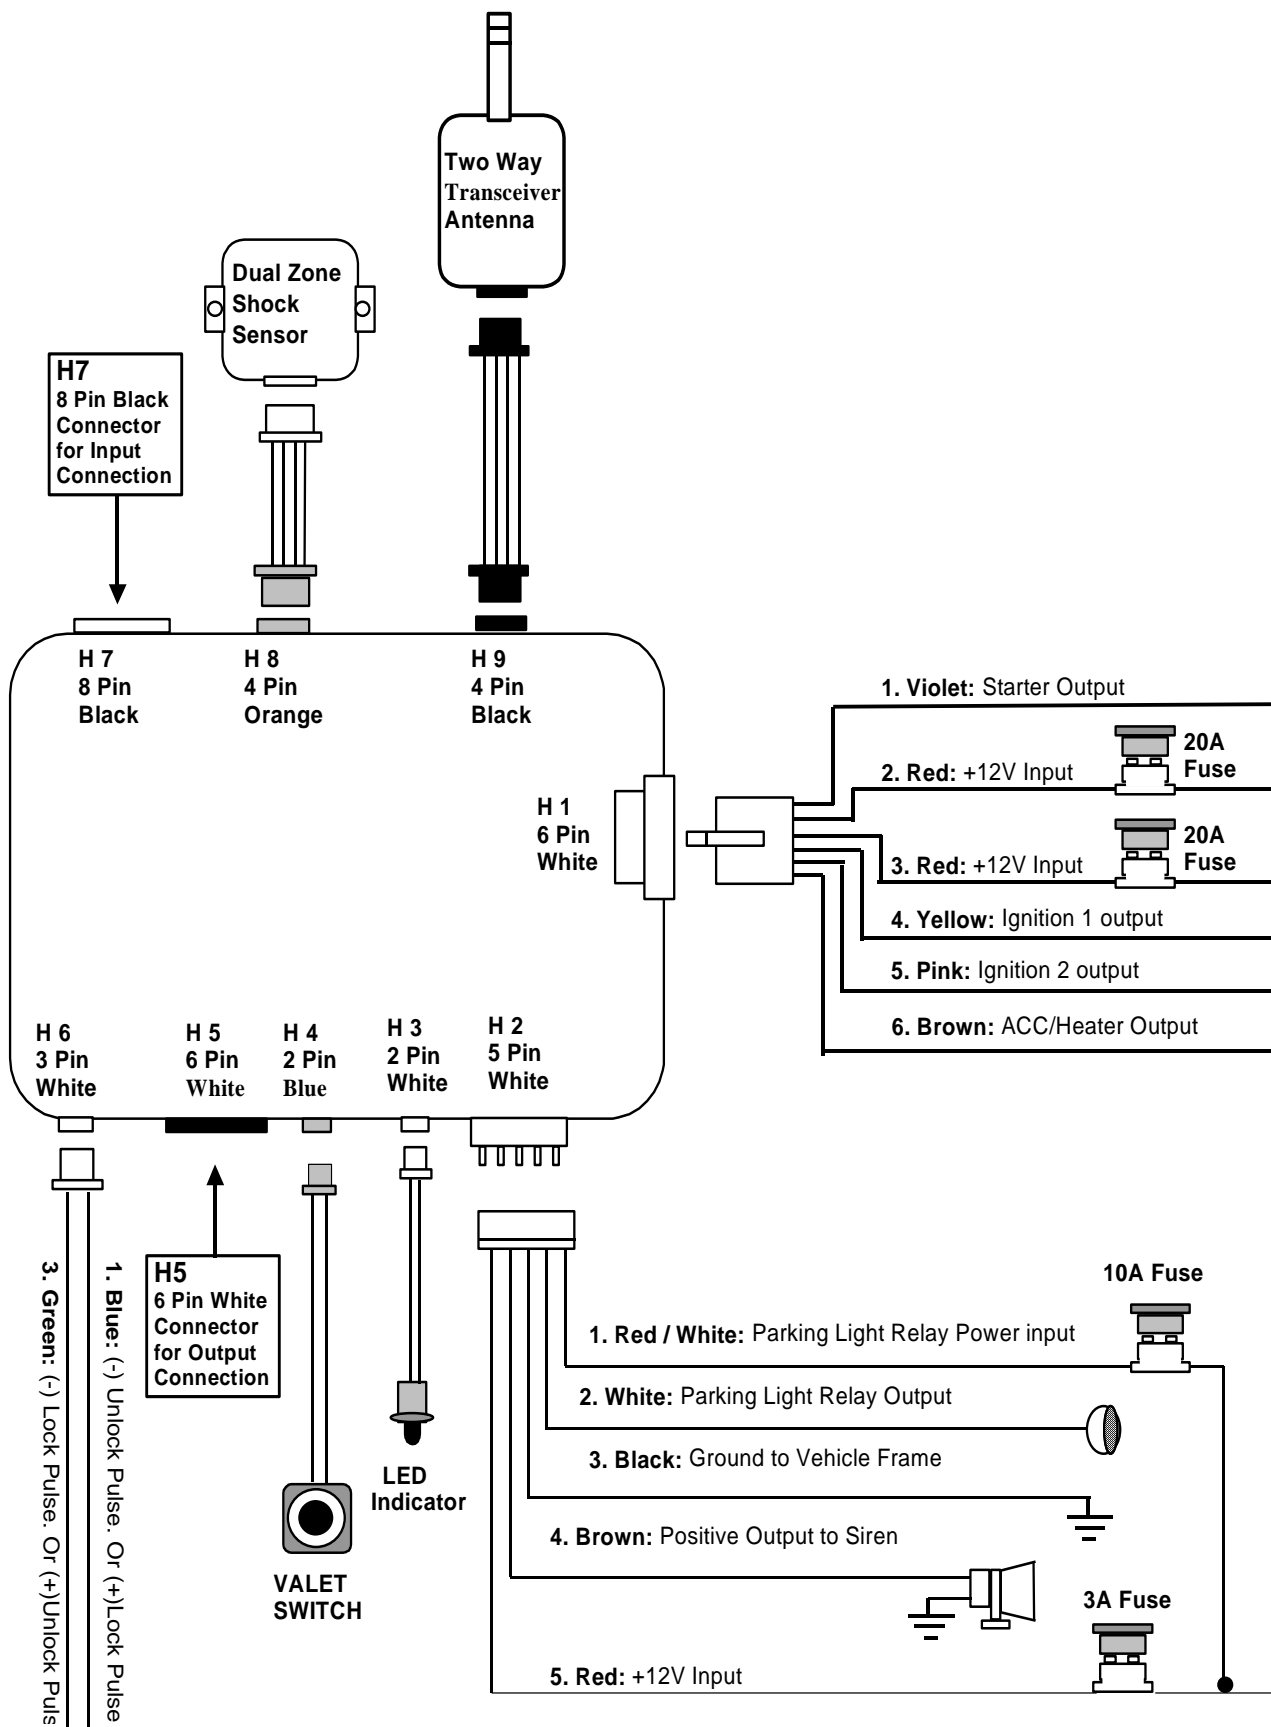 Two Way
Transceiver
Antenna
Dual Zone
Shock
Sensor
H7
8 Pin Black
Connector
for Input
Connection
H 7
8 Pin
Black
H 8
4 Pin
Orange
H 9
4 Pin
Black
H 1
6 Pin
White
1. Violet: Starter Output
20A
Fuse
2. Red: +12V Input
20A
Fuse
3. Red: +12V Input
4. Yellow: Ignition 1 output
5. Pink: Ignition 2 output
6. Brown: ACC/Heater Output
H 6
3 Pin
White
H 5
6 Pin
White
H 4
2 Pin
Blue
H 3
2 Pin
White
H 2
5 Pin
White
3. Green: (-) Lock Pulse. Or (+)Unlock Puls
1. Blue: (-) Unlock Pulse. Or (+)Lock Pulse
H5
6 Pin White
Connector
for Output
Connection
VALET
SWITCH
LED
Indicator
10A Fuse
1. Red / White: Parking Light Relay Power input
2. White: Parking Light Relay Output
3. Black: Ground to Vehicle Frame
4. Brown: Positive Output to Siren
3A Fuse
5. Red: +12V Input